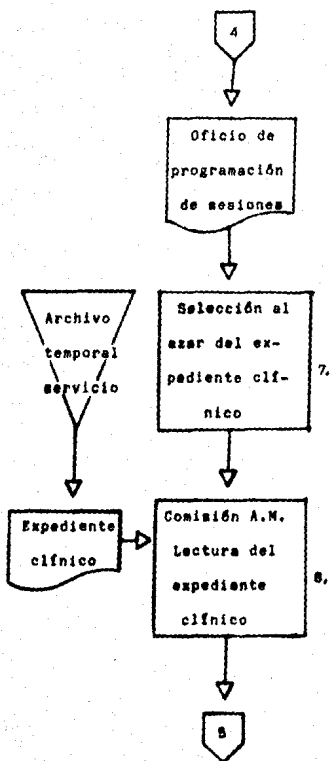 4
Oficio de
programación
de sesiones
Selección al
azar del ex-
pediente clí-
nico
7.
Archivo
temporal
servicio
Expediente
clínico
Comisión A.M.
Lectura del
expediente
clínico
8.
5